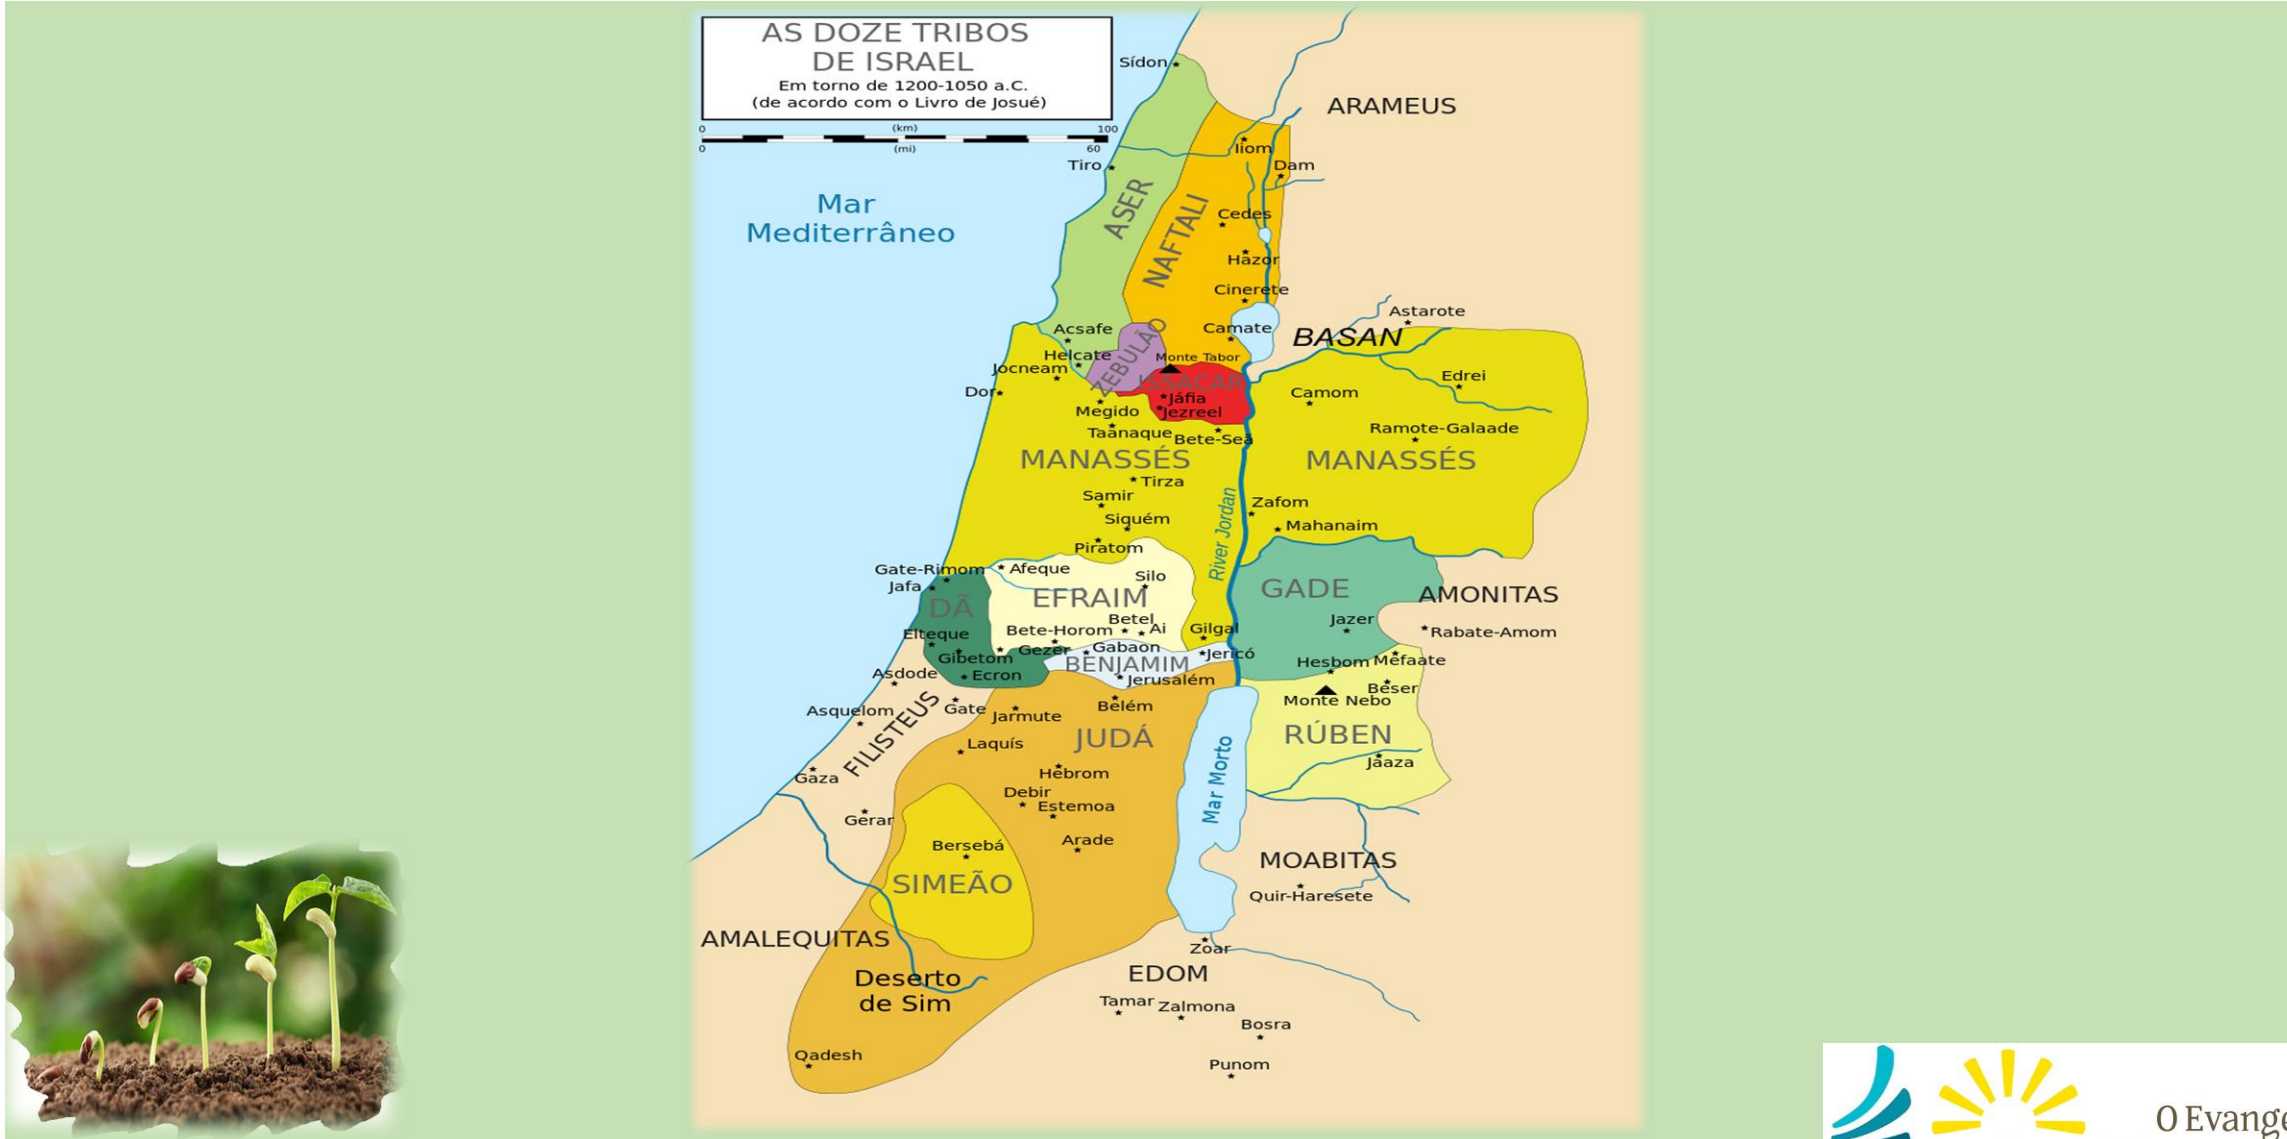 AS DOZE TRIBOS
DE ISRAEL
Em torno de 1200-1050 a.C.
(de acordo com o Livro de Josué)
0 (km) 100
0 (mi) 60
Sídon
ARAMEUS
Iiom
Tiro
Dam
ASER
NAFTALI
Mar
Mediterrâneo
Cedes
Hazor
Cinerete
Astarote
Acsafe
ZEBULÃO
Camate
BASAN
Helcate
Monte Tabor
Jocneam
ISSACAR
Edrei
Dor
Jáfia
Camom
Megido
Jezreel
Taanaque
Bete-Seã
Ramote-Galaade
MANASSÉS
MANASSÉS
Tirza
Samir
Zafom
Siquém
Mahanaim
Piratom
River Jordan
Gate-Rimom
Afeque
Jafa
Silo
DÃ
EFRAIM
GADE
AMONITAS
Betel
Jazer
Elteque
Bete-Horom
Ai
Gilgal
Rabate-Amom
Gibetom
Gezer
Gabaon
Jericó
BENJAMIM
Hesbom
Mefaate
Asdode
Ecron
Jerusalém
Beser
Monte Nebo
Asquelom
Gate
Jarmute
Belém
FILISTEUS
JUDÁ
RÚBEN
Laquís
Mar Morto
Jaaza
Gaza
Hebrom
Debir
Estemoa
Gerar
Bersebá
Arade
SIMEÃO
MOABITAS
Quir-Haresete
AMALEQUITAS
Zoar
Deserto
de Sim
EDOM
Tamar
Zalmona
Bosra
Qadesh
Punom
O Evange